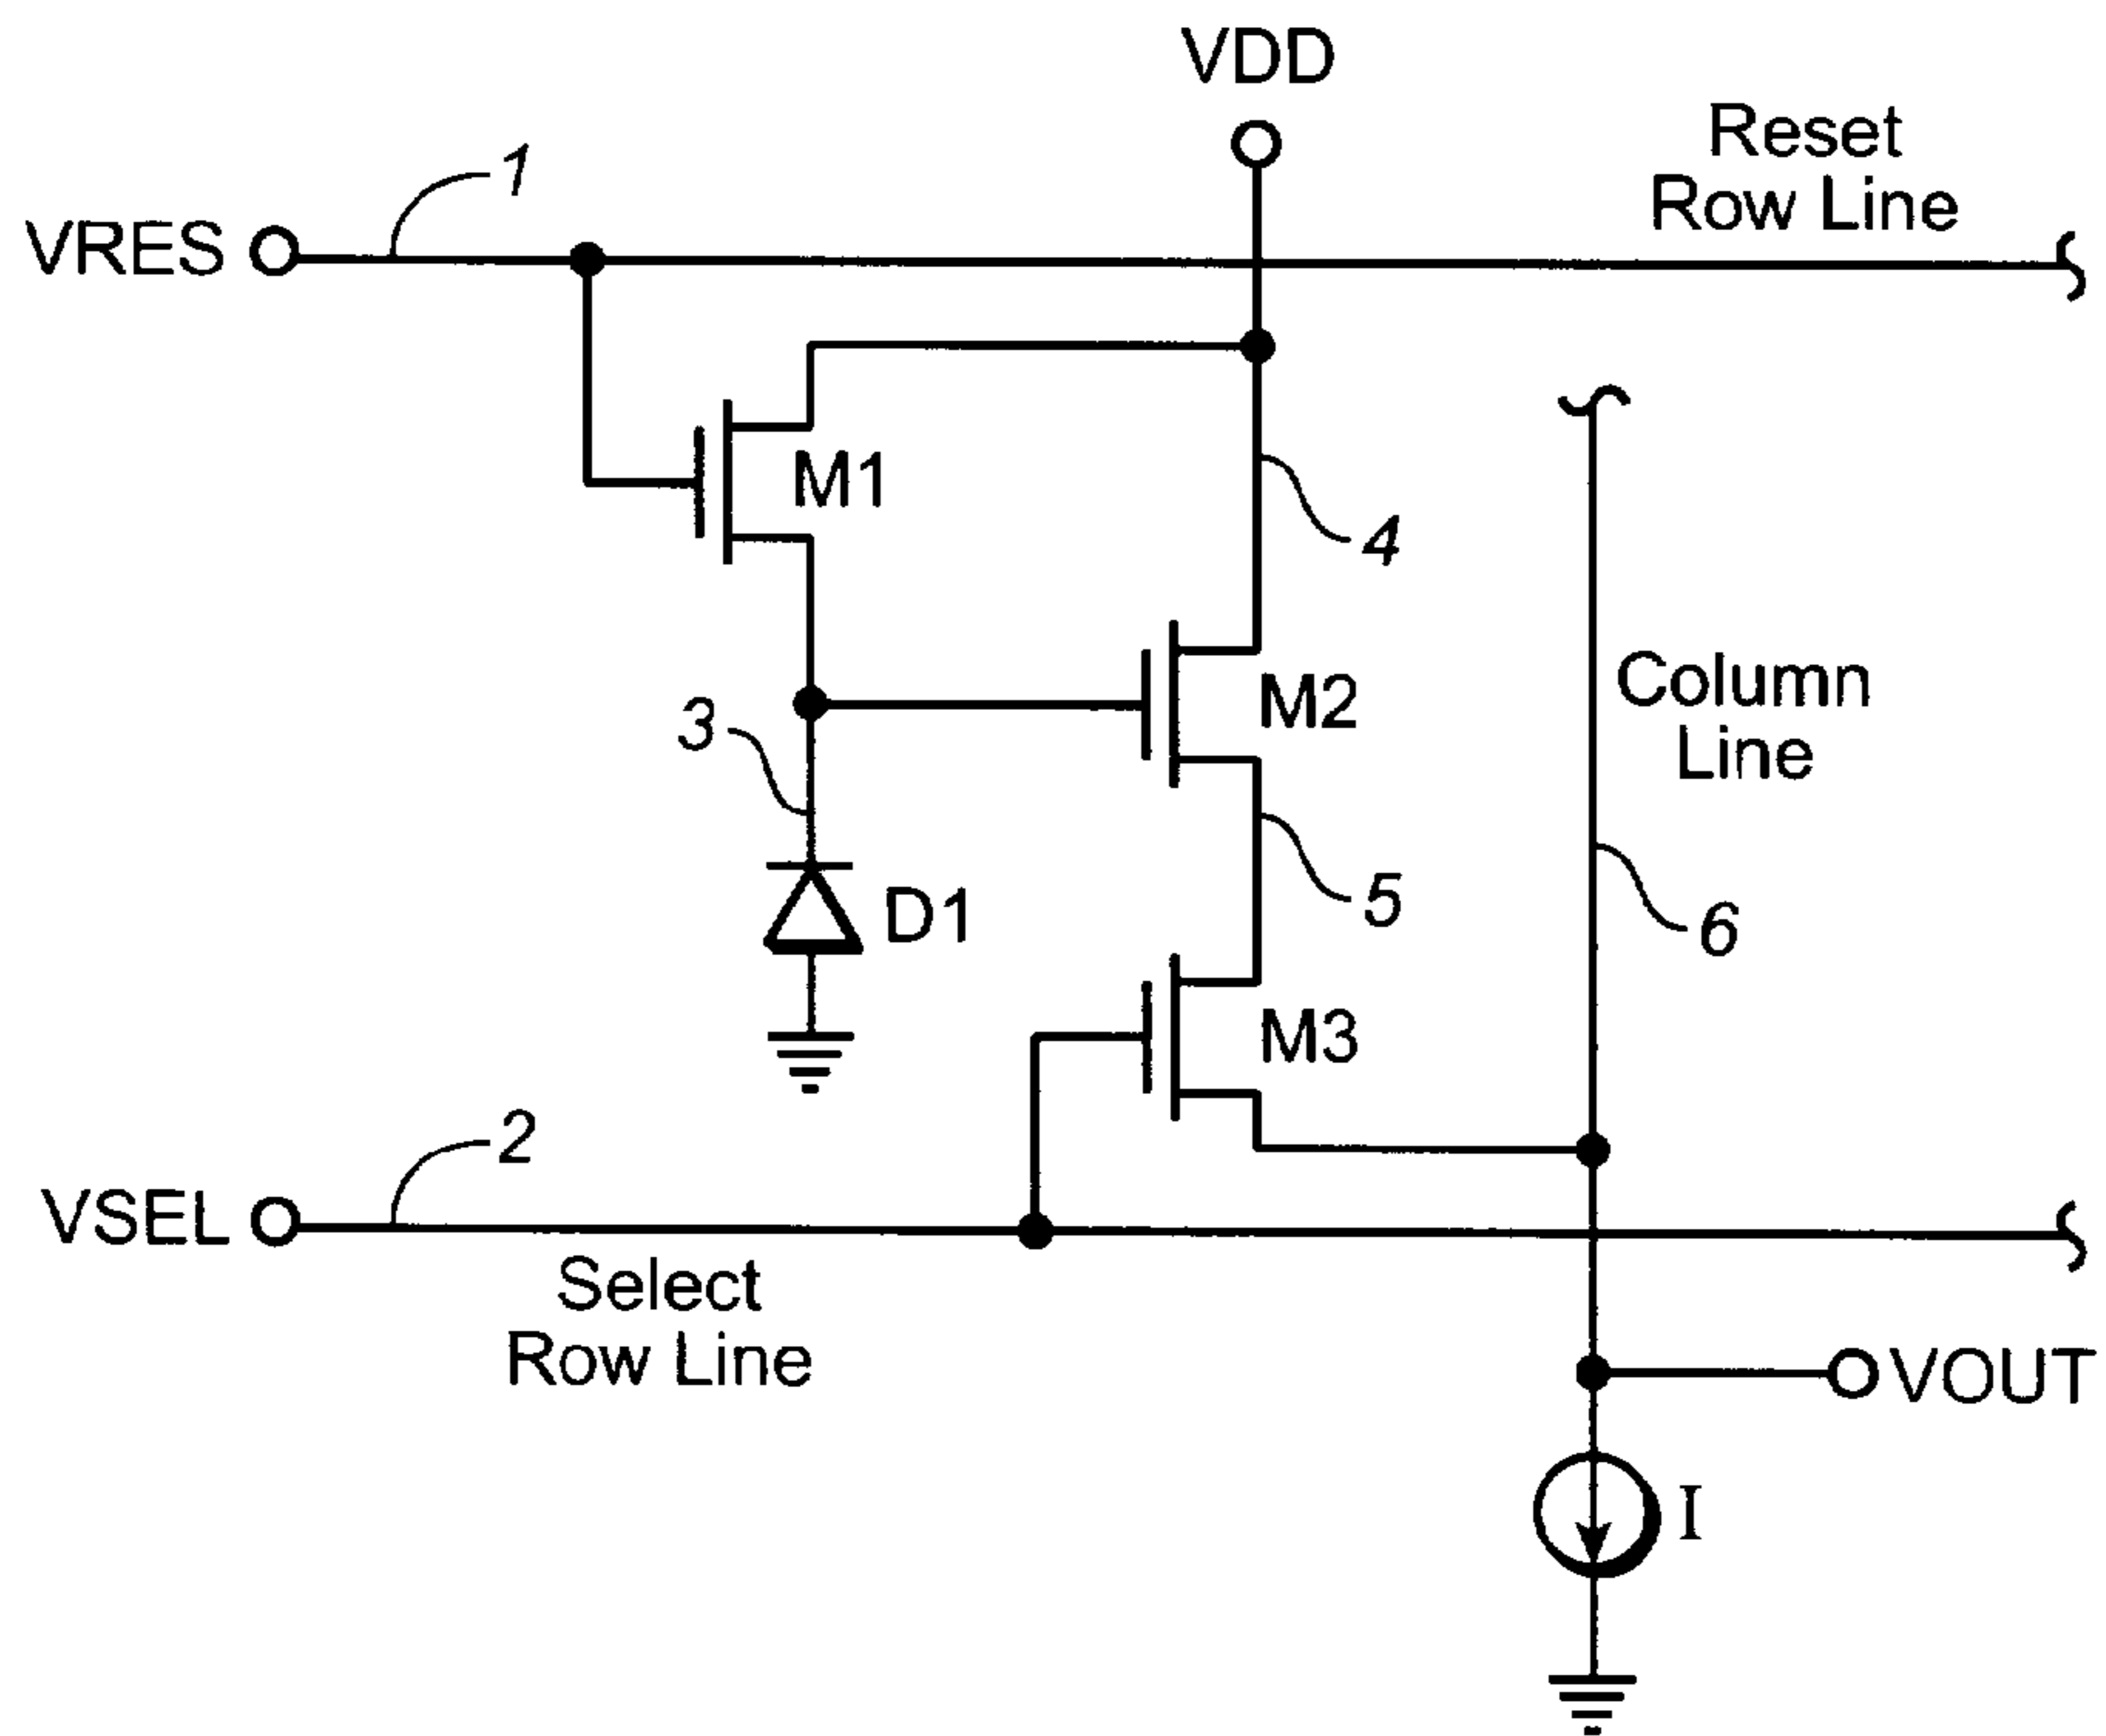 VDD
Reset
Row Line
1
VRES
M1
4
M2
Column
Line
3
5
D1
6
M3
2
VSEL
Select
Row Line
VOUT
I